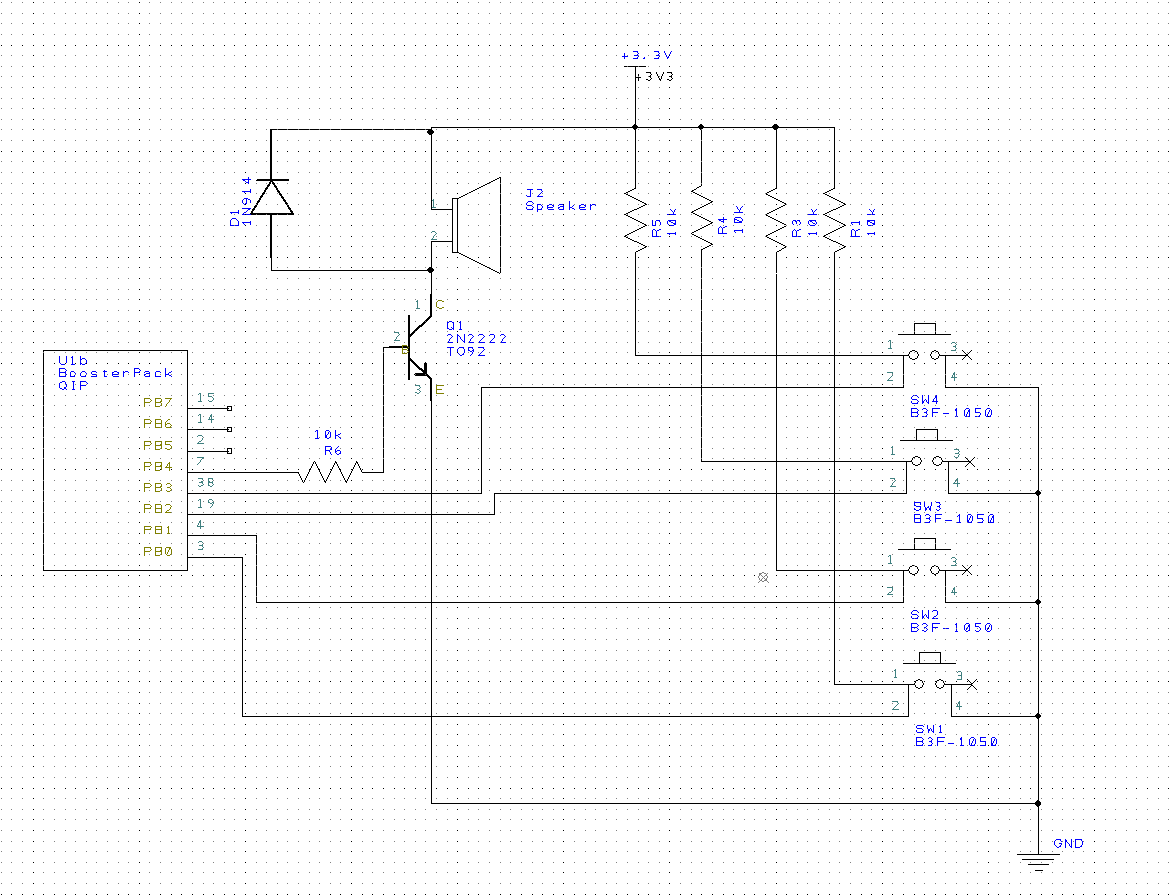 +3.3V
+3V3
D1
1N914
1
2
J2
Speaker
R5
10k
R4
10k
R3
10k
R1
10k
1
C
2
B
3
E
Q1
2N2222
TO92
U1b
BoosterPack
QIP
PB7
15
PB6
14
PB5
2
PB4
7
PB3
38
PB2
19
PB1
4
PB0
3
10k
R6
1
3
2
4
SW4
B3F-1050
1
3
2
4
SW3
B3F-1050
1
3
2
4
SW2
B3F-1050
1
3
2
4
SW1
B3F-1050
GND